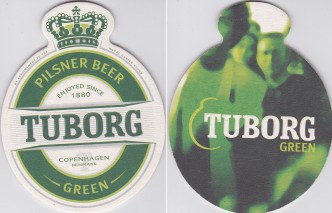 PILSNER BEER
ENJOYED SINCE
1880
TUBORG
COPENHAGEN
GREEN
TUBORG
GREEN